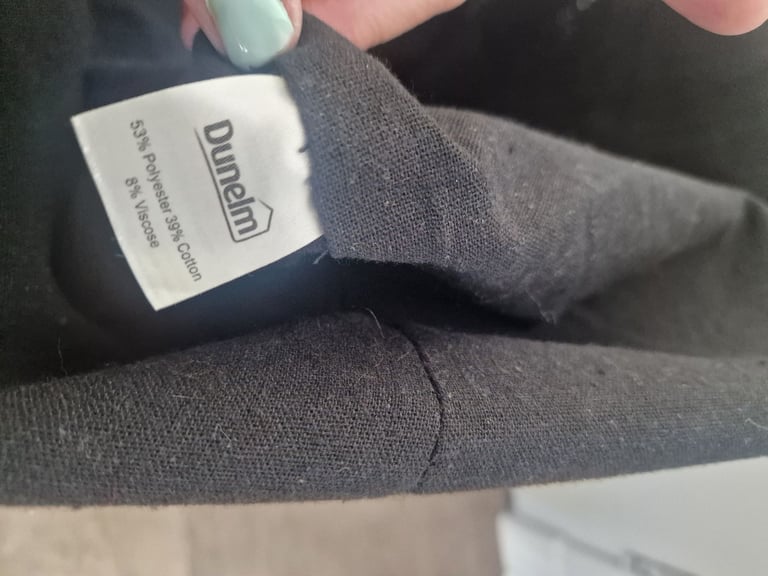 Dunelm
53% Polyester 39% Cotton
8% Viscose